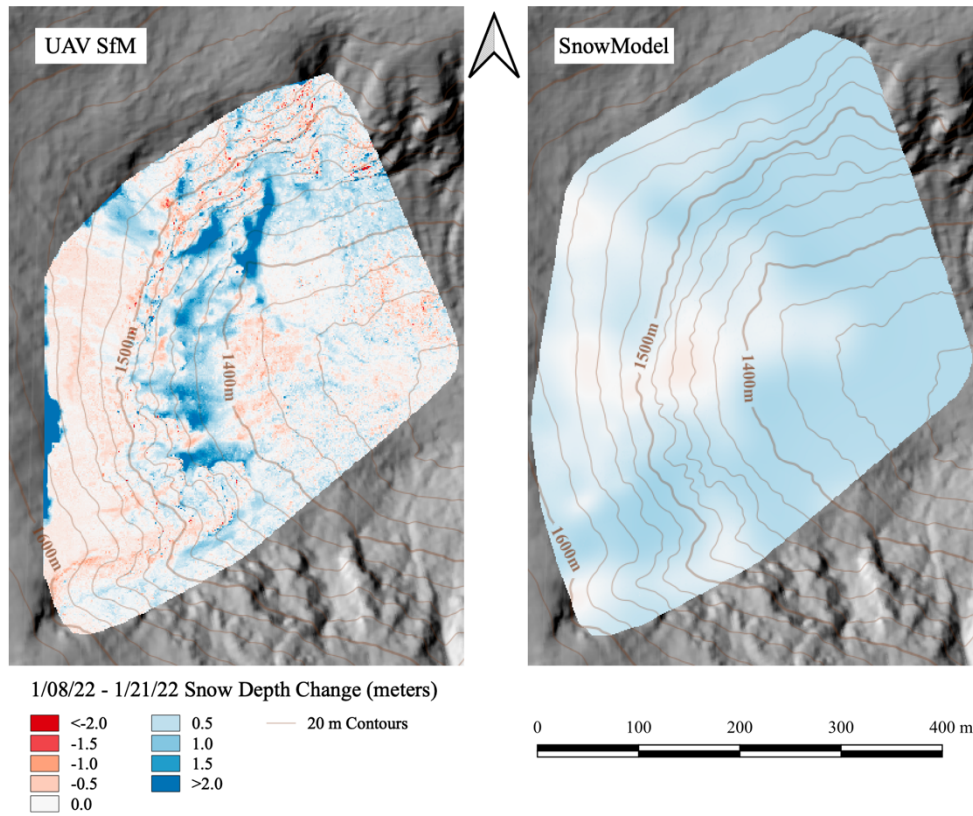 UAV SfM
SnowModel
1500m
1400m
1600m
1500m
1400m
1600m
1/08/22 - 1/21/22 Snow Depth Change (meters)
<-2.0
0.5
20 m Contours
-1.5
1.0
-1.0
1.5
-0.5
>2.0
0.0
0
100
200
300
400 m